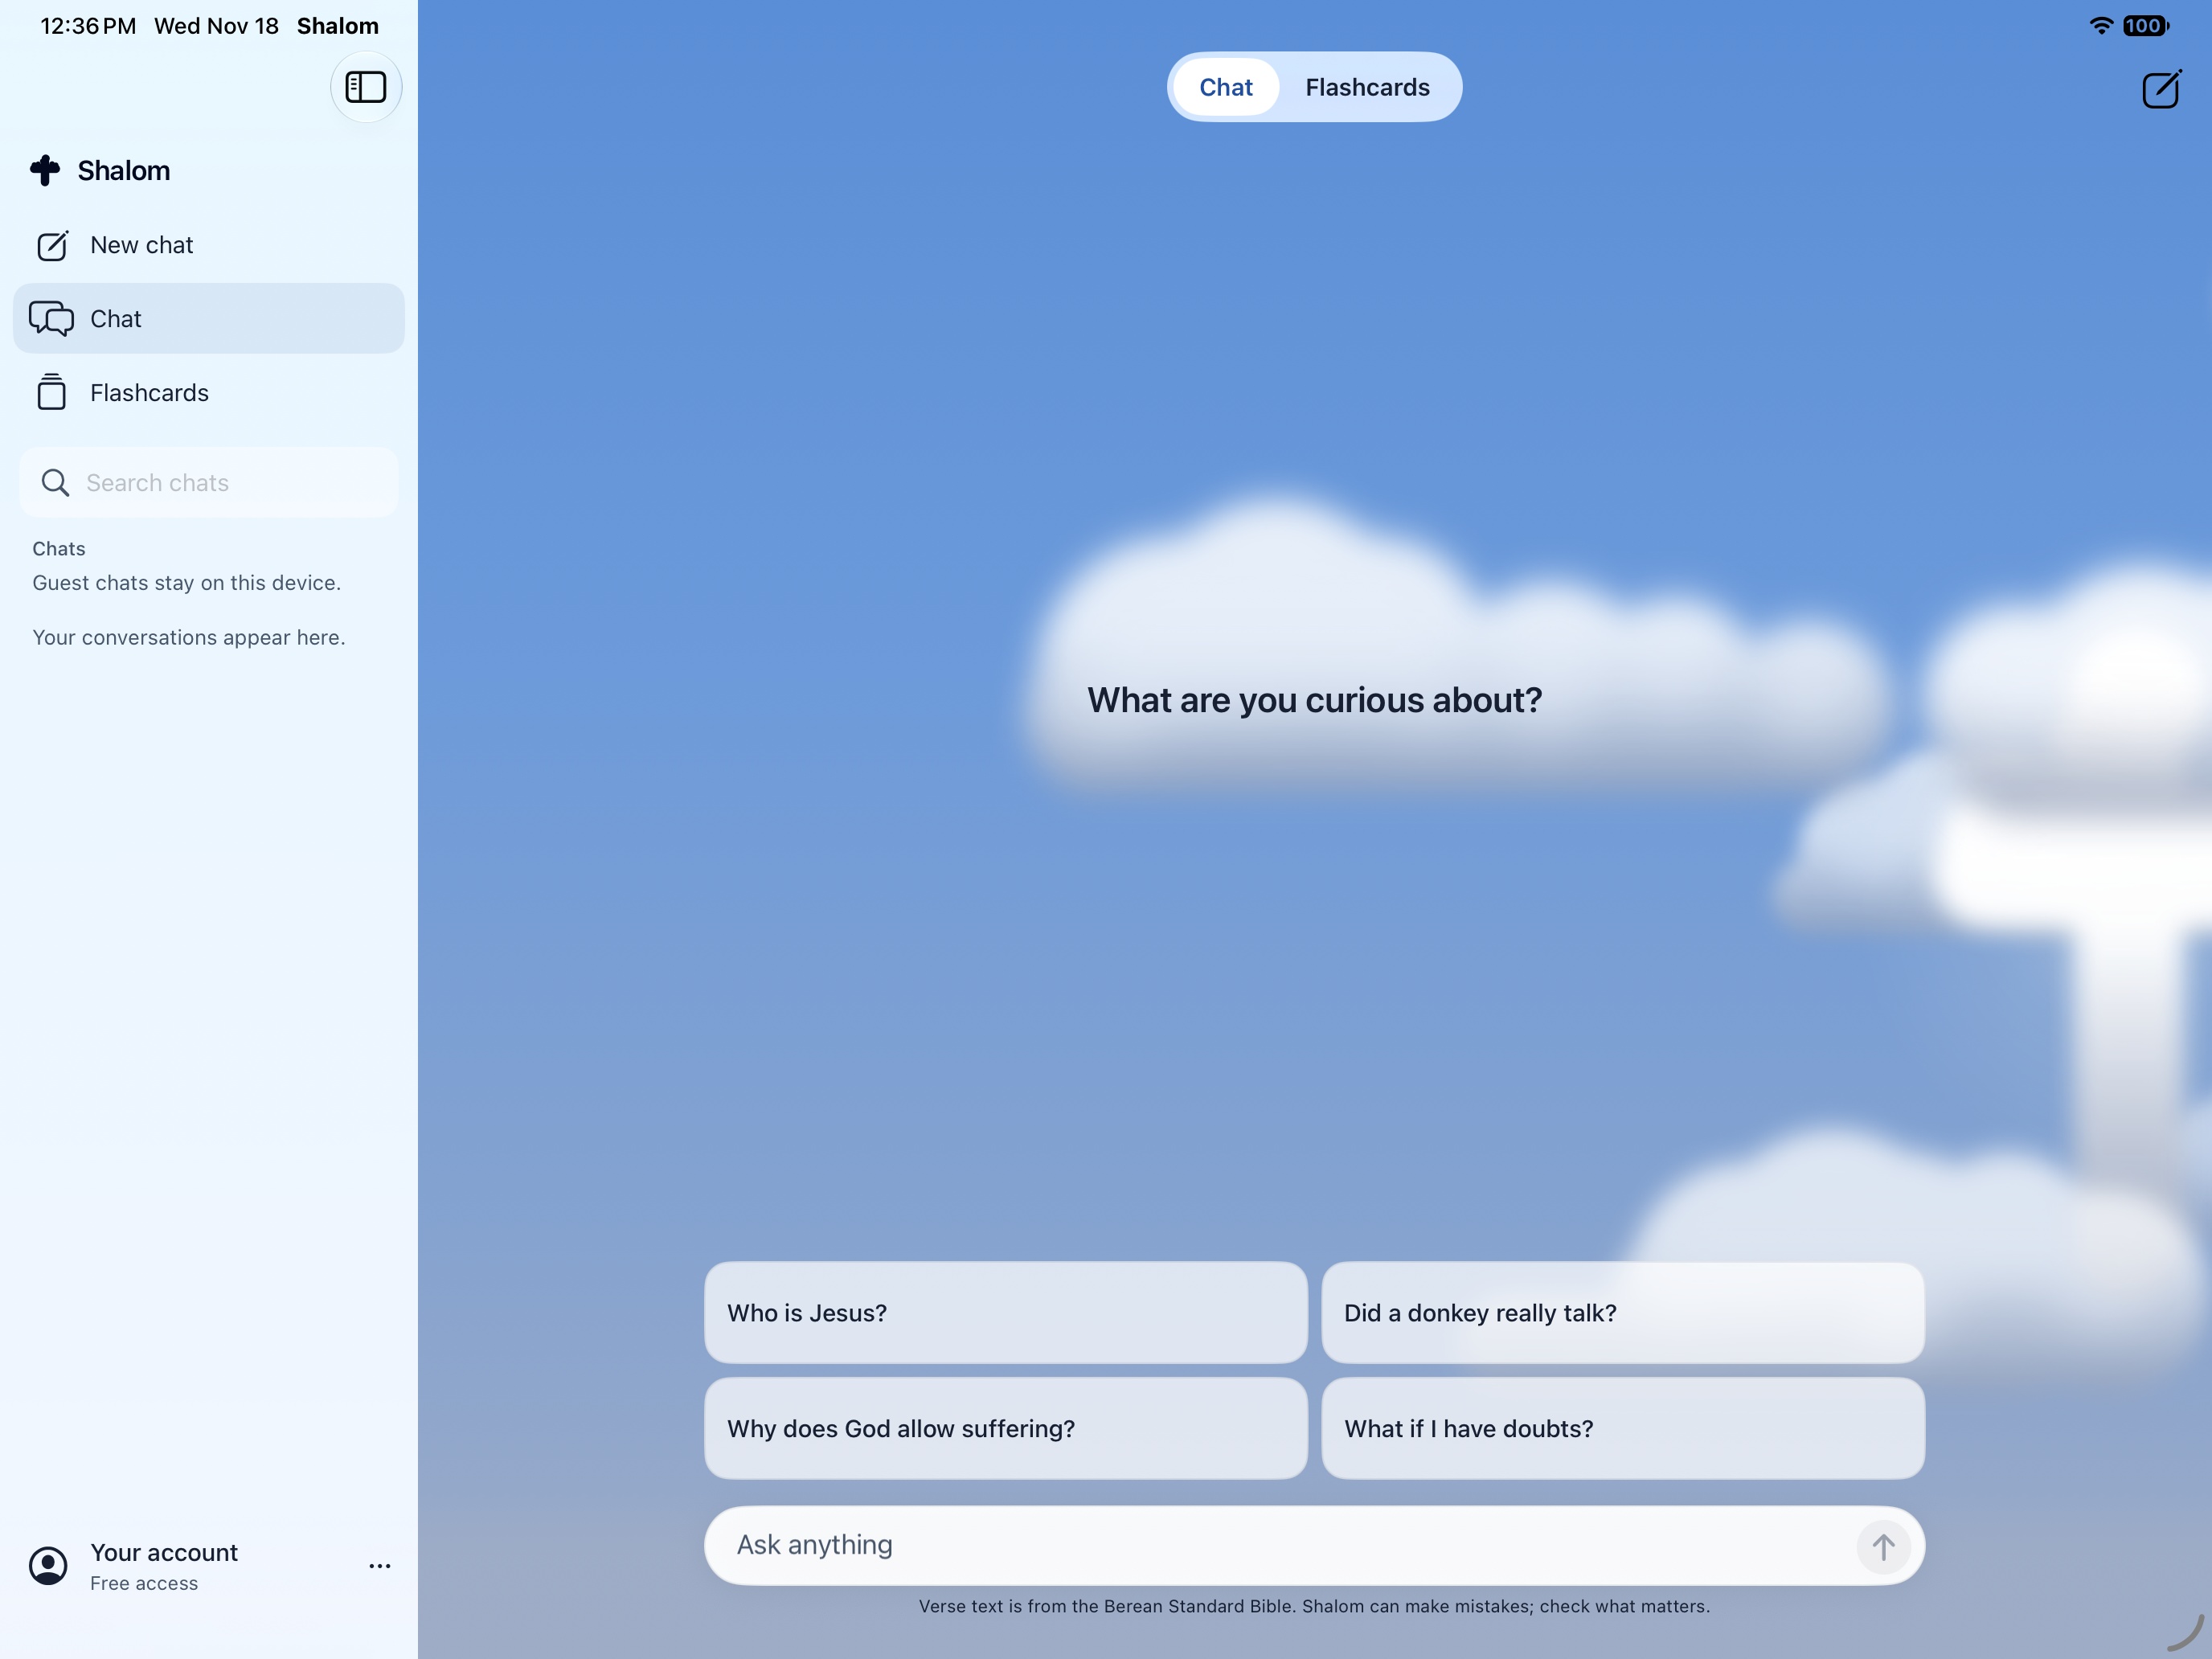 12:36 PM Wed Nov 18 Shalom
100
Chat Flashcards
Shalom
New chat
Chat
Flashcards
Search chats
Chats
Guest chats stay on this device.
Your conversations appear here.
What are you curious about?
Who is Jesus?
Did a donkey really talk?
Why does God allow suffering?
What if I have doubts?
Ask anything
Verse text is from the Berean Standard Bible. Shalom can make mistakes; check what matters.
Your account
Free access